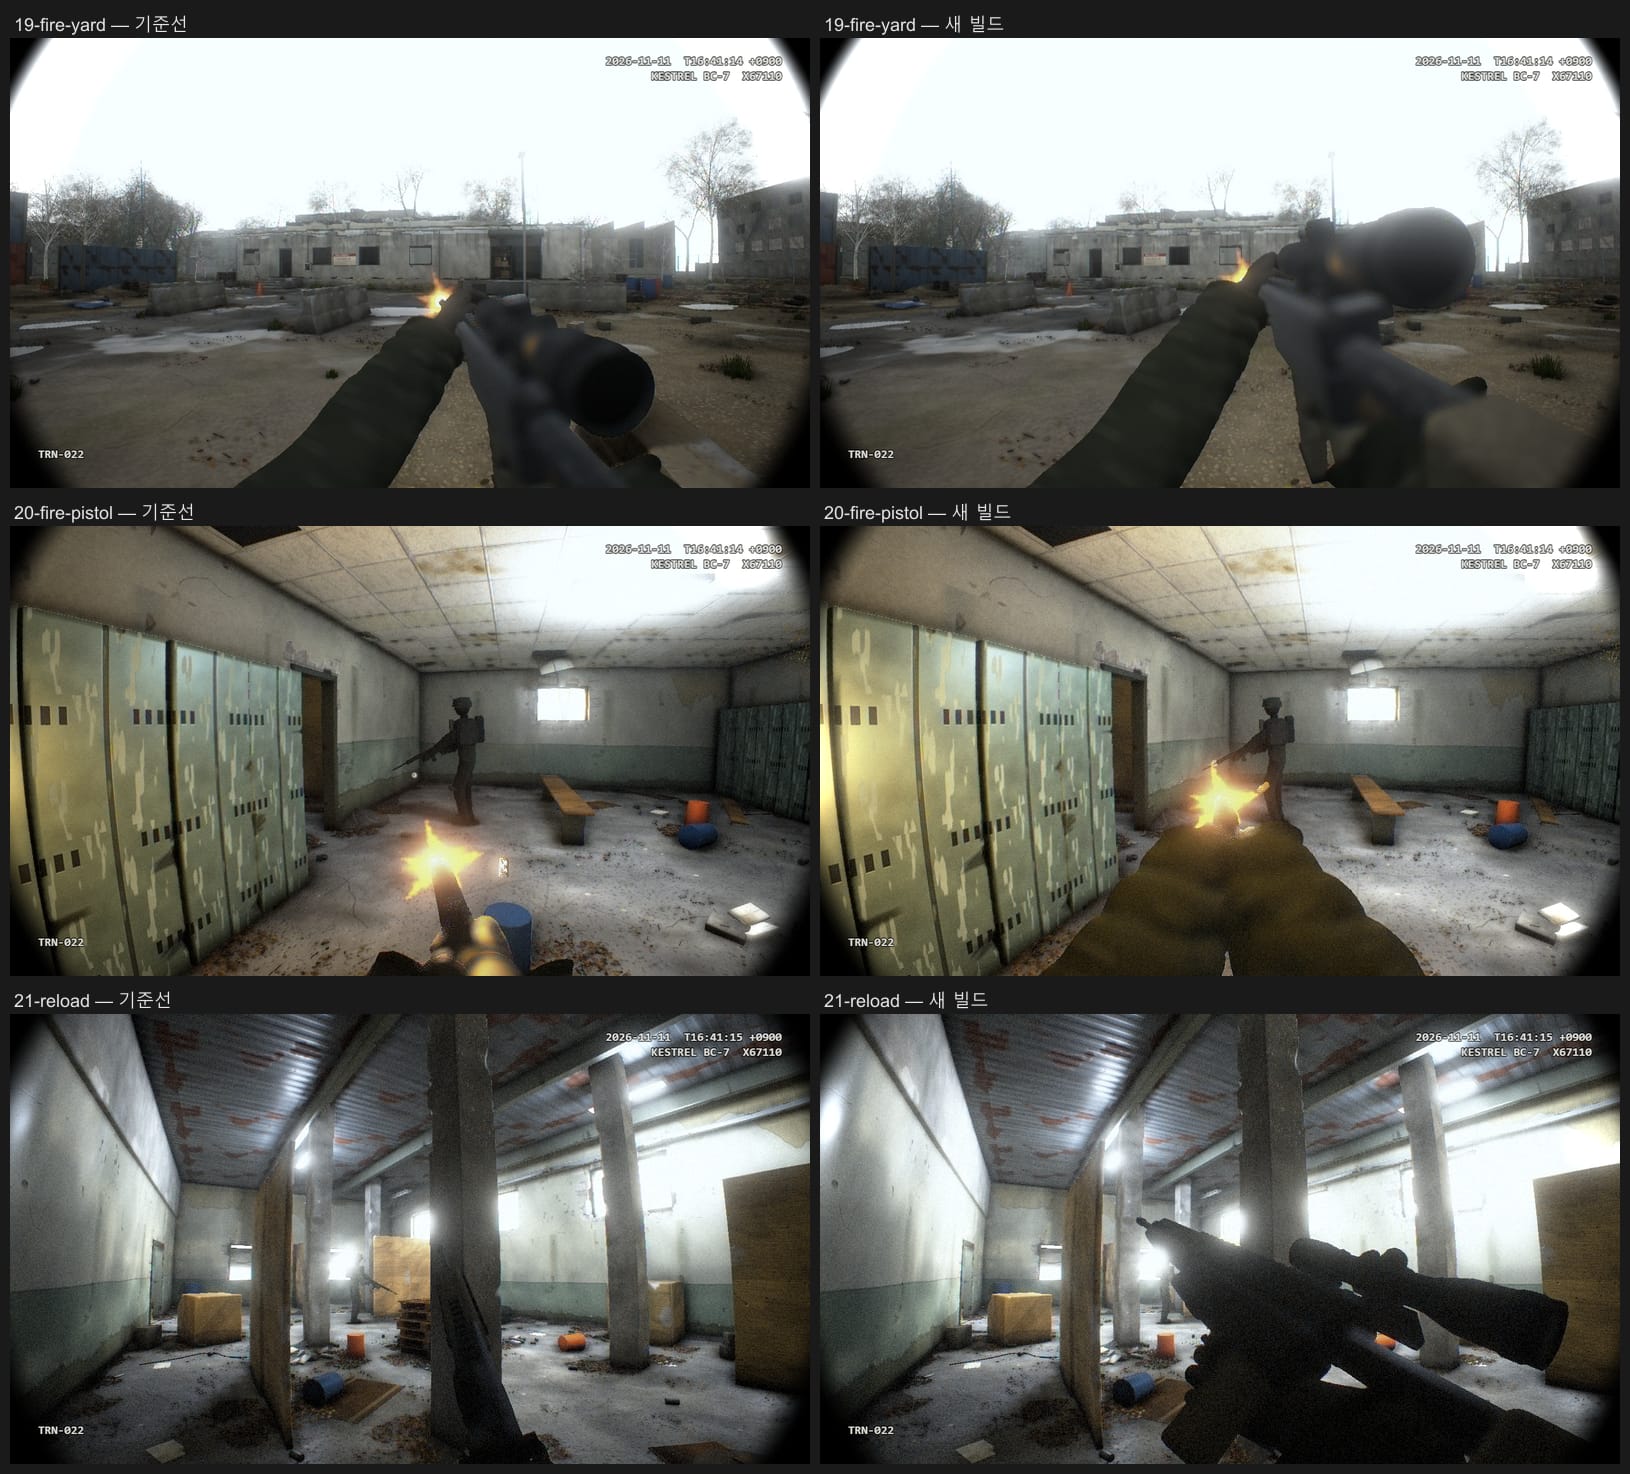 19-fire-yard — 기준선
19-fire-yard — 새 빌드
2026-11-11 T16:41:14 +0900
KESTREL BC-7 X67110
TRN-022
2026-11-11 T16:41:14 +0900
KESTREL BC-7 X67110
TRN-022
20-fire-pistol — 기준선
20-fire-pistol — 새 빌드
2026-11-11 T16:41:14 +0900
KESTREL BC-7 X67110
TRN-022
2026-11-11 T16:41:14 +0900
KESTREL BC-7 X67110
TRN-022
21-reload — 기준선
21-reload — 새 빌드
2026-11-11 T16:41:15 +0900
KESTREL BC-7 X67110
TRN-022
2026-11-11 T16:41:15 +0900
KESTREL BC-7 X67110
TRN-022